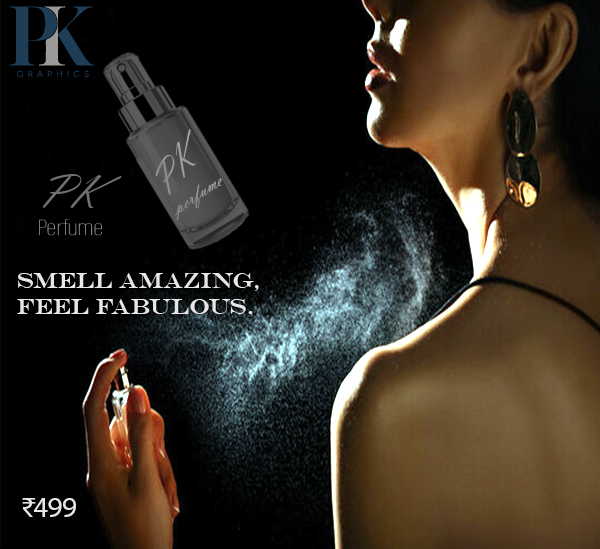 PK
GRAPHICS
PK
perfume
PK
Perfume
SMELL AMAZING,
FEEL FABULOUS.
₹499